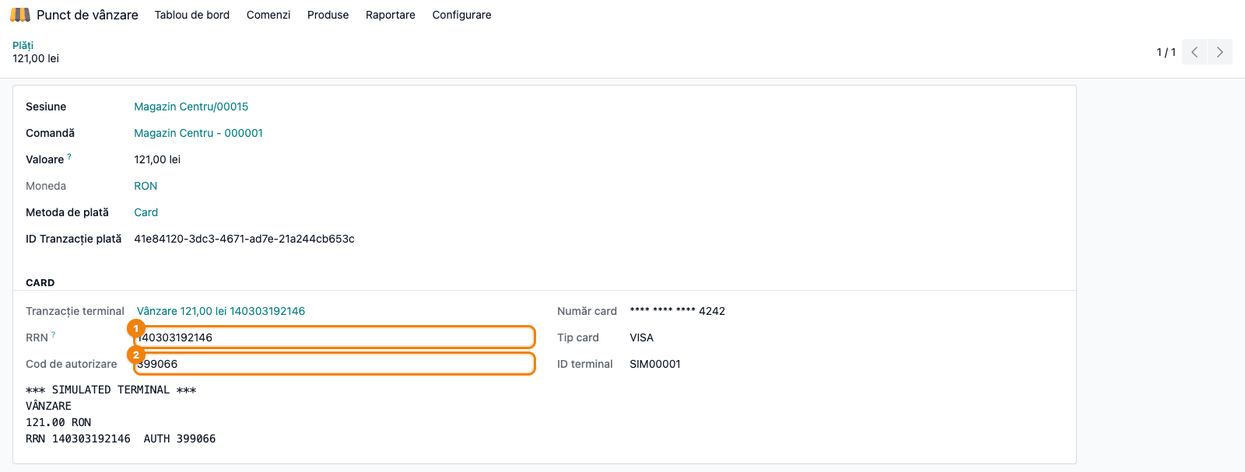 Punct de vânzare Tablou de bord Comenzi Produse Raportare Configurare
Plăți
121,00 lei
1 / 1
Sesiune Magazin Centru/00015
Comandă Magazin Centru - 000001
Valoare ? 121,00 lei
Moneda RON
Metoda de plată Card
ID Tranzacție plată 41e84120-3dc3-4671-ad7e-21a244cb653c
CARD
Tranzacție terminal Vânzare 121,00 lei 140303192146 Număr card **** **** **** 4242
1
RRN ? 140303192146 Tip card VISA
2
Cod de autorizare 399066 ID terminal SIM00001
*** SIMULATED TERMINAL ***
VÂNZARE
121.00 RON
RRN 140303192146 AUTH 399066